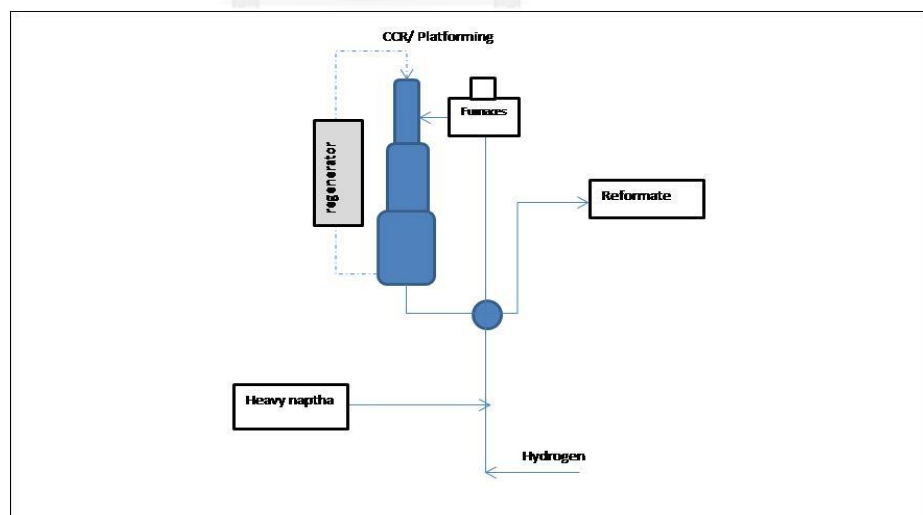 CCR/ Platforming
Furnaces
regenerator
Reformate
Heavy naptha
Hydrogen